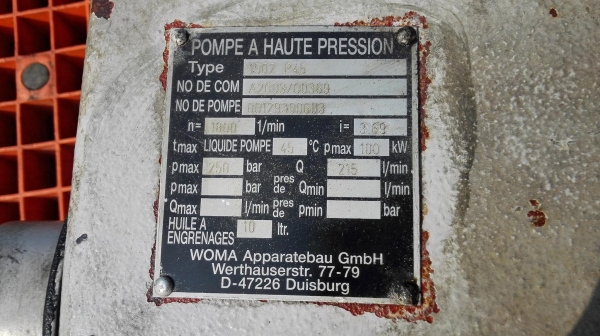 POMPE A HAUTE PRESSION
Type 1502 P45
NO DE COM
NO DE POMPE
n= 1800 1/min i= 3.69
tmax LIQUIDE POMPE 45 °C pmax 100 kW
pmax 250 bar Q 215 l/min
pmax bar pres de Qmin l/min
Qmax l/min pres de pmin bar
HUILE A ENGRENAGES 10 ltr.
WOMA Apparatebau GmbH
Werthauserstr. 77-79
D-47226 Duisburg